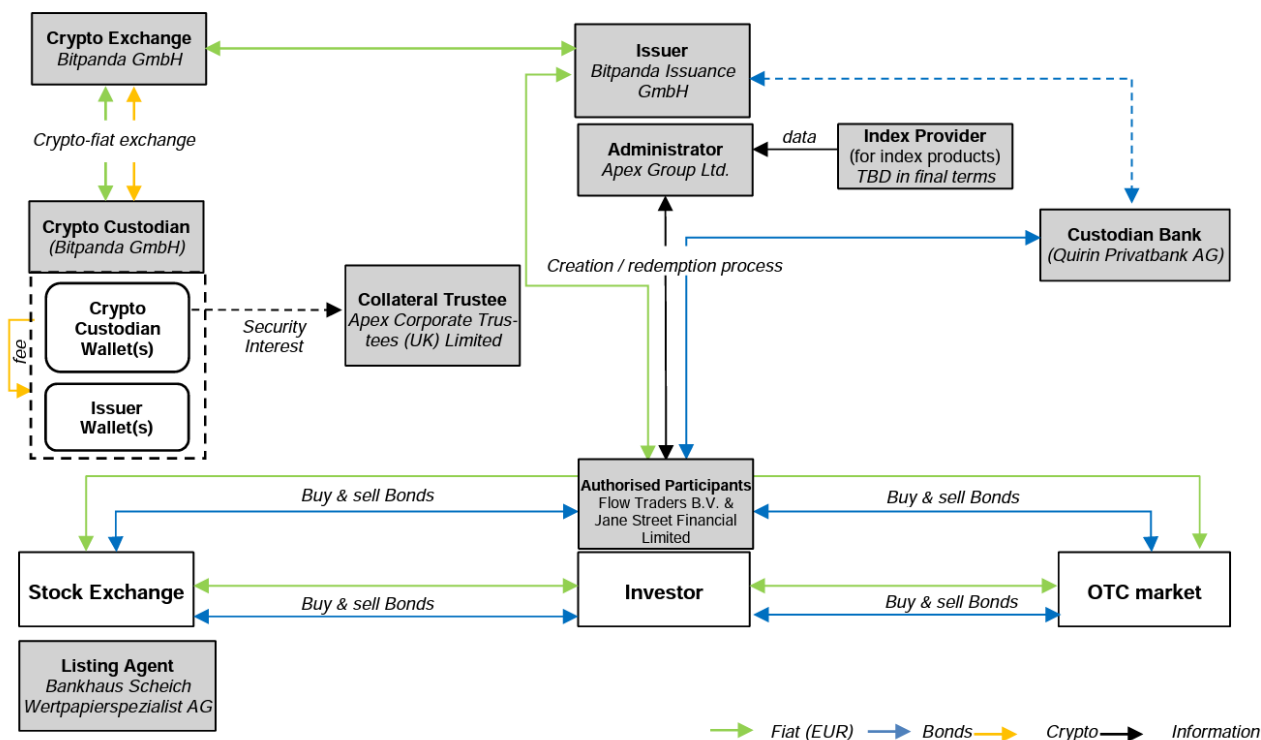 Crypto Exchange
Bitpanda GmbH
Issuer
Bitpanda Issuance
GmbH
Crypto-fiat exchange
Administrator
Apex Group Ltd.
data
Index Provider
(for index products)
TBD in final terms
Crypto Custodian
(Bitpanda GmbH)
Custodian Bank
(Quirin Privatbank AG)
Creation / redemption process
Crypto
Custodian
Wallet(s)
fee
Issuer
Wallet(s)
Security
Interest
Collateral Trustee
Apex Corporate Trus-
tees (UK) Limited
Authorised Participants
Flow Traders B.V. &
Jane Street Financial
Limited
Buy & sell Bonds
Buy & sell Bonds
Stock Exchange
Investor
OTC market
Buy & sell Bonds
Buy & sell Bonds
Listing Agent
Bankhaus Scheich
Wertpapierspezialist AG
Fiat (EUR)
Bonds
Crypto
Information